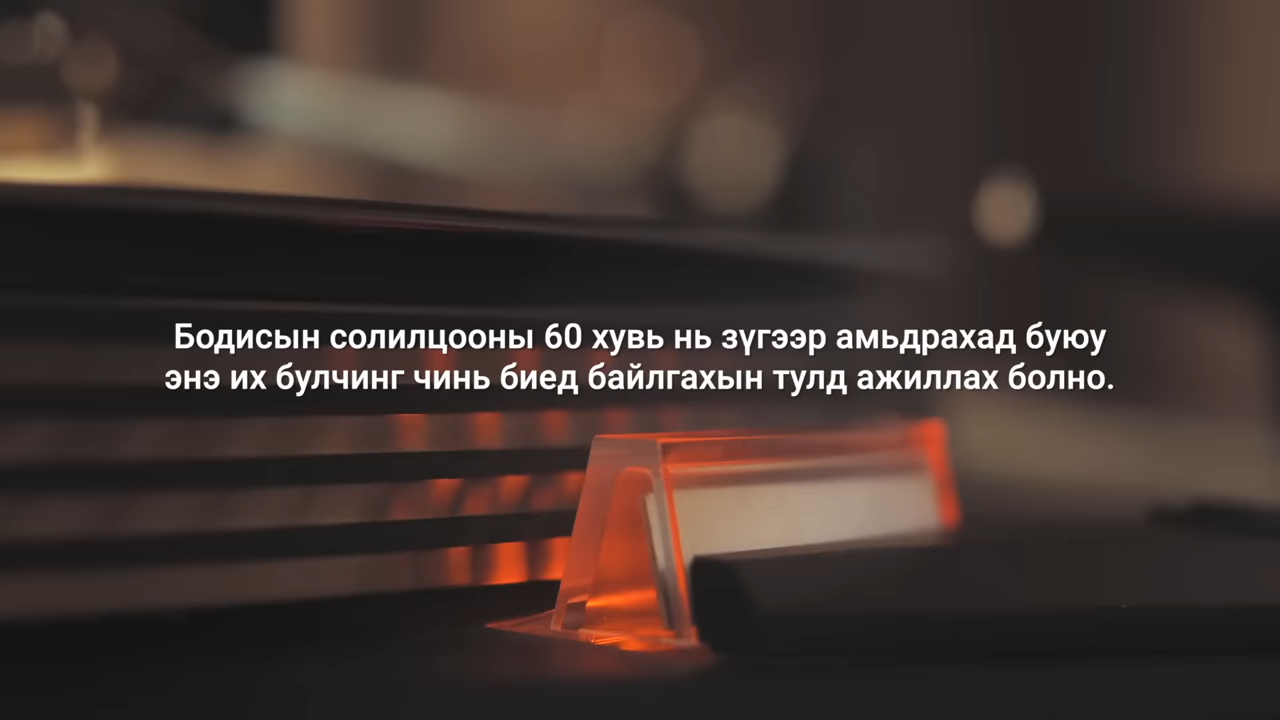 Бодисын солилцооны 60 хувь нь зүгээр амьдрахад буюу
энэ их булчинг чинь биед байлгахын тулд ажиллах болно.